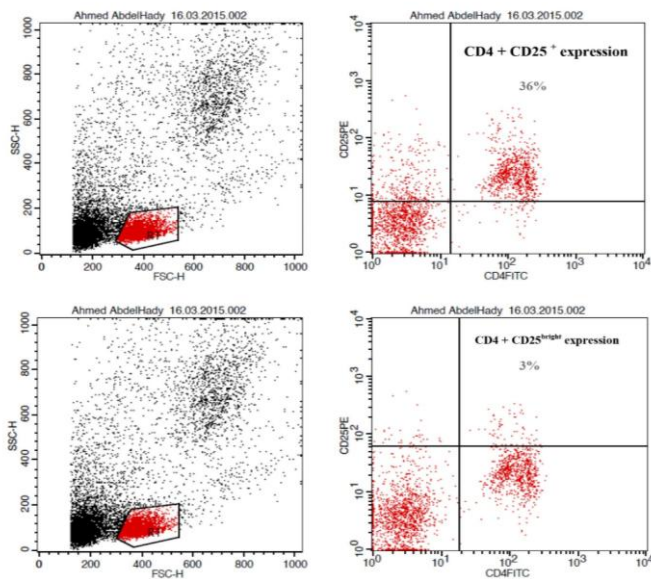 Ahmed AbdelHady 16.03.2015.002
SSC-H
1000
800
600
400
200
0
0 200 400 600 800 1000
FSC-H
R1
Ahmed AbdelHady 16.03.2015.002
CD4 + CD25 + expression
36%
CD25PE
10^4
10^3
10^2
10^1
10^0
10^0 10^1 10^2 10^3 10^4
CD4FITC
Ahmed AbdelHady 16.03.2015.002
SSC-H
1000
800
600
400
200
0
0 200 400 600 800 1000
FSC-H
R1
Ahmed AbdelHady 16.03.2015.002
CD4 + CD25bright expression
3%
CD25PE
10^4
10^3
10^2
10^1
10^0
10^0 10^1 10^2 10^3 10^4
CD4FITC